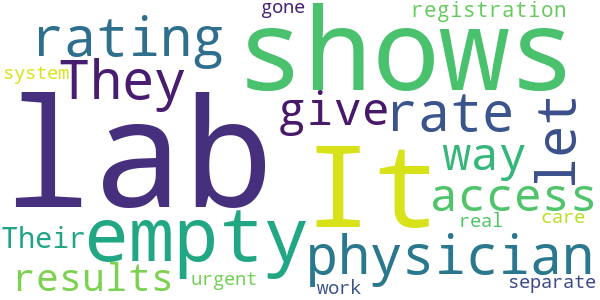 gone
registration
rating
shows
system
They
lab
give
rate
let
It
way
access
empty
Their
physician
real
care
results
urgent
work
separate